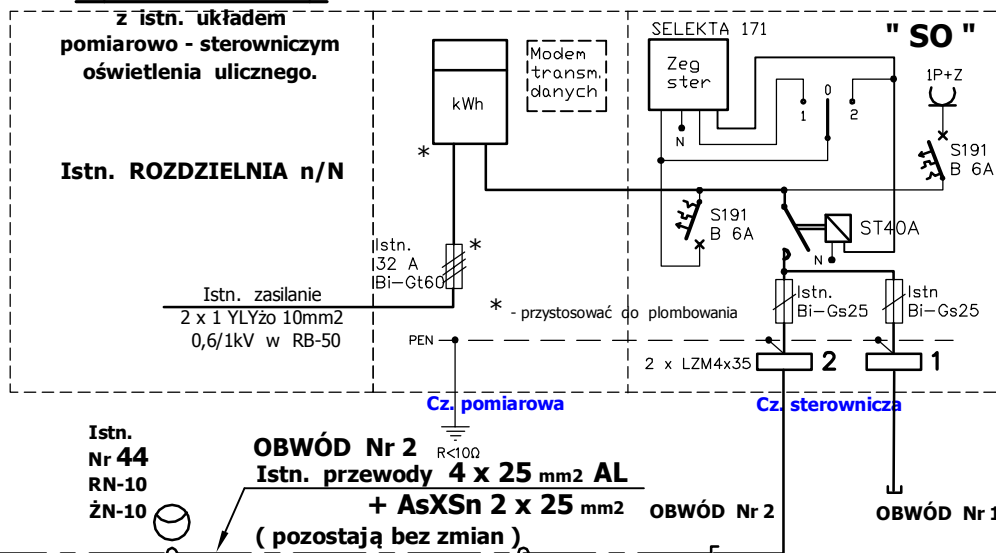 z istn. układem
pomiarowo - sterowniczym
oświetlenia ulicznego.
Istn. ROZDZIELNIA n/N
kWh
Modem
transm.
danych
*
SELEKTA 171
Zeg
ster
N
1
0
2
" SO "
1P+Z
S191
B 6A
S191
B 6A
ST40A
N
Istn.
32 A
Bi-Gt60
*
Istn. zasilanie
2 x 1 YLYżo 10mm2
0,6/1kV w RB-50
* - przystosować do plombowania
Istn.
Bi-Gs25
Istn
Bi-Gs25
PEN
2 x LZM4x35
2
1
Cz. pomiarowa
Cz. sterownicza
R<10Ω
Istn.
Nr 44
RN-10
ŻN-10
OBWÓD Nr 2
Istn. przewody 4 x 25 mm2 AL
+ AsXSn 2 x 25 mm2
( pozostają bez zmian )
OBWÓD Nr 2
OBWÓD Nr 1